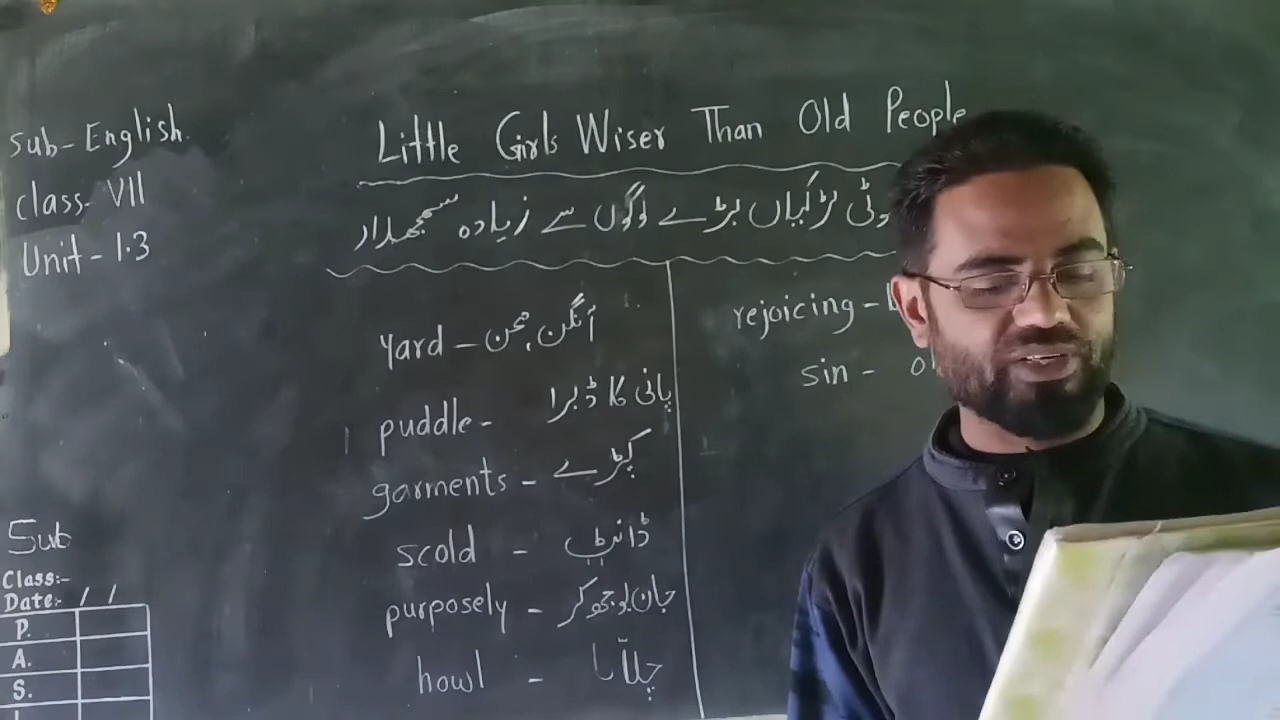 Sub- English
class- VII
Unit - 1.3
Little Girls Wiser Than Old People
وٹی لڑکیاں بڑے لوگوں سے زیادہ سمجھدار
yard - آنگن، صحن
puddle - پانی کا ڈبرا
garments - کپڑے
scold - ڈانٹ
purposely - جان بوجھ کر
howl - چلّانا
rejoicing -
sin -
Sub
Class:-
Date:- / /
P.
A.
S.